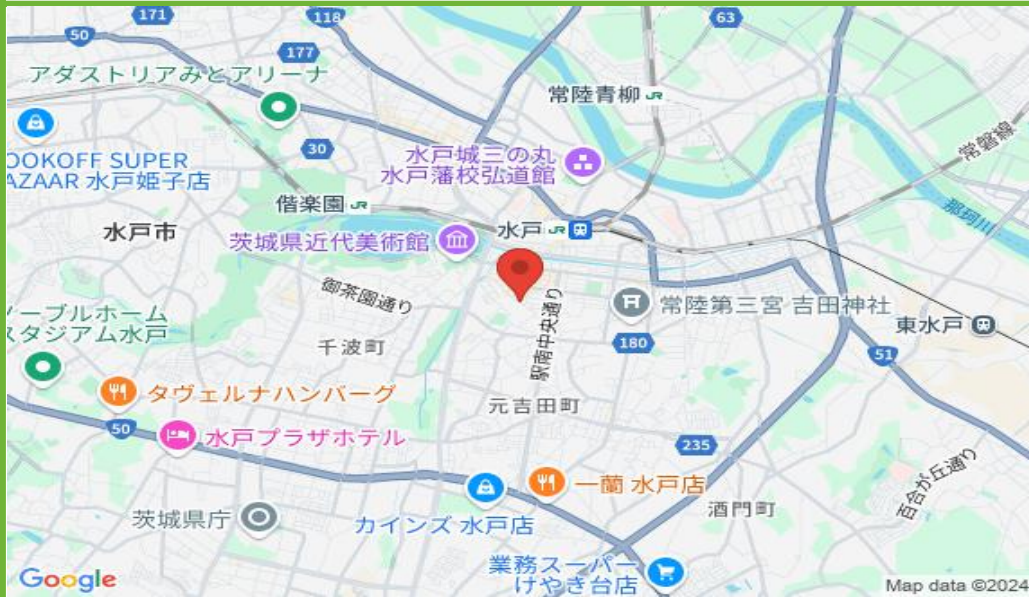 171
118
63
50
177
アダストリアみとアリーナ
常陸青柳 JR
30
水戸城三の丸
水戸藩校弘道館
常磐線
OOKOFF SUPER
AZAAR 水戸姫子店
偕楽園 JR
那珂川
水戸市
茨城県近代美術館
水戸 JR
御茶園通り
常陸第三宮 吉田神社
ノーブルホーム
スタジアム水戸
千波町
駅南中央通り
東水戸
180
51
タヴェルナハンバーグ
元吉田町
50
水戸プラザホテル
235
一蘭 水戸店
百合が丘通り
茨城県庁
カインズ 水戸店
酒門町
業務スーパー
けやき台店
Google
Map data ©2024